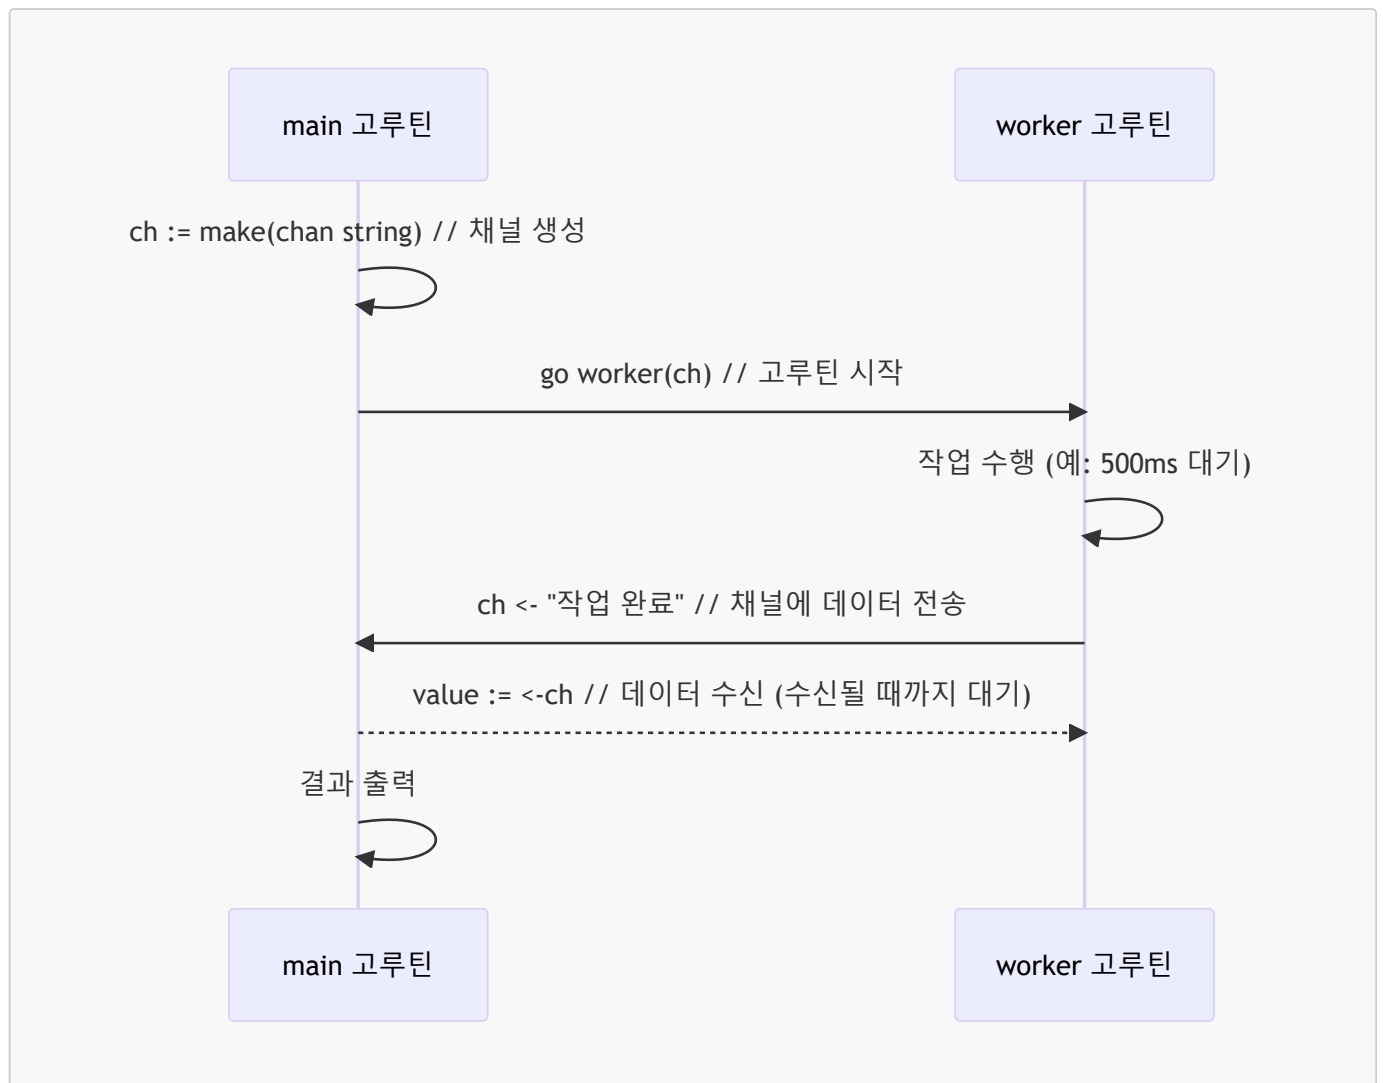 main 고루틴
worker 고루틴
ch := make(chan string) // 채널 생성
go worker(ch) // 고루틴 시작
작업 수행 (예: 500ms 대기)
ch <- "작업 완료" // 채널에 데이터 전송
value := <-ch // 데이터 수신 (수신될 때까지 대기)
결과 출력
main 고루틴
worker 고루틴